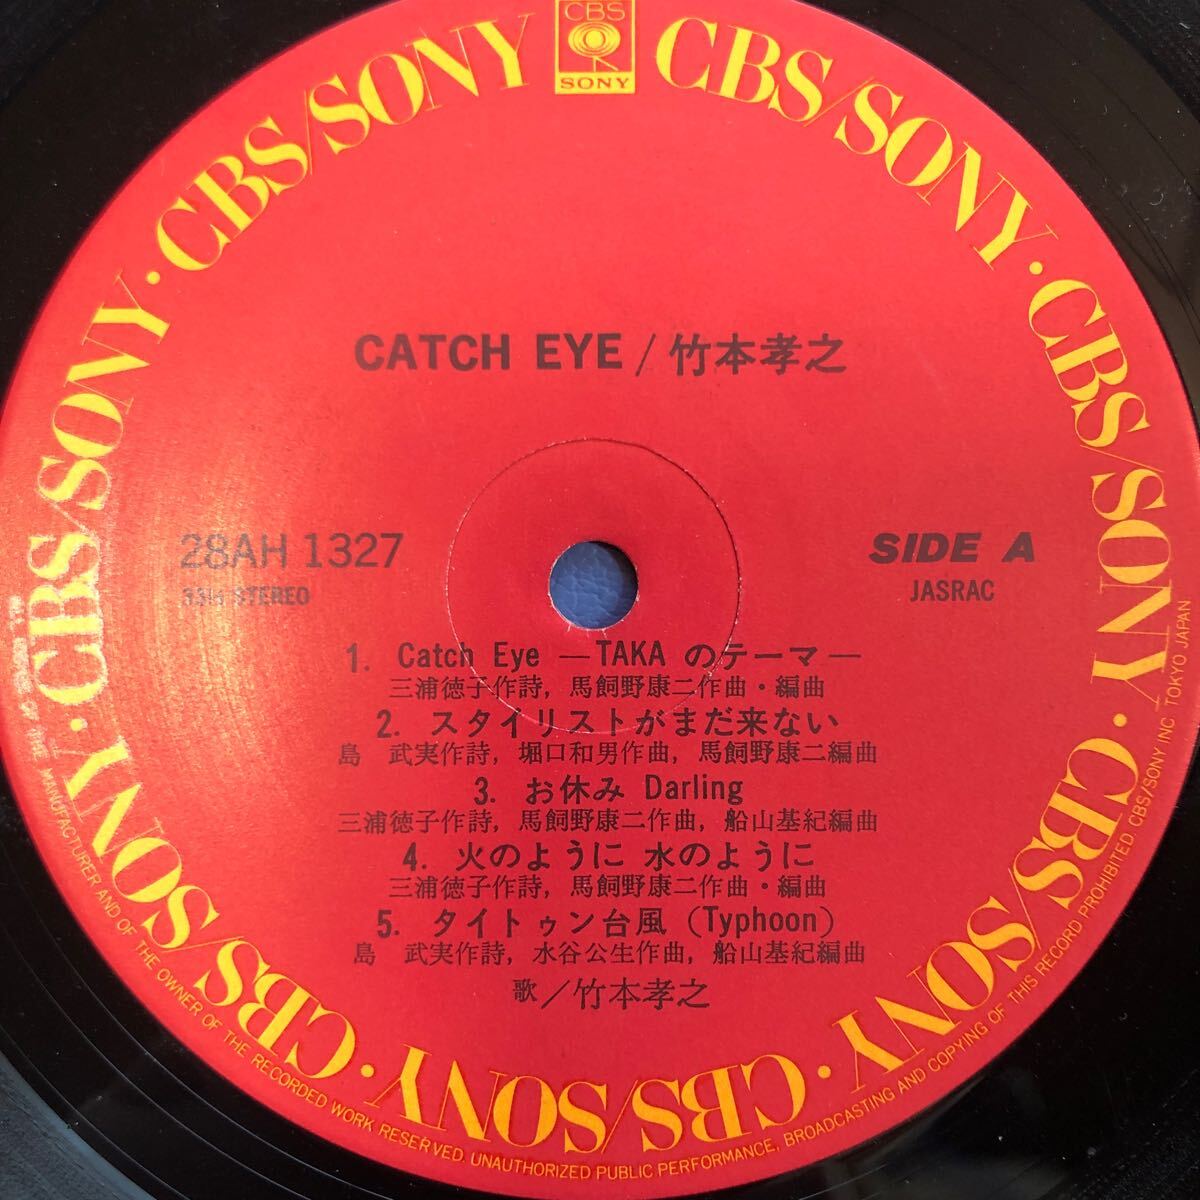 CBS
SONY
CBS/SONY · CBS/SONY · CBS/SONY · CBS/SONY · CBS/SONY · CBS/SONY · CBS/SONY · CBS/SONY
CATCH EYE / 竹本孝之
28AH 1327
33⅓ STEREO
SIDE A
JASRAC
1. Catch Eye —TAKA のテーマ—
三浦徳子作詩, 馬飼野康二作曲・編曲
2. スタイリストがまだ来ない
島 武実作詩, 堀口和男作曲, 馬飼野康二編曲
3. お休み Darling
三浦徳子作詩, 馬飼野康二作曲, 船山基紀編曲
4. 火のように 水のように
三浦徳子作詩, 馬飼野康二作曲・編曲
5. タイトゥン台風 (Typhoon)
島 武実作詩, 水谷公生作曲, 船山基紀編曲
歌／竹本孝之
OF THE MANUFACTURER AND OF THE OWNER OF THE RECORDED WORK RESERVED. UNAUTHORIZED PUBLIC PERFORMANCE, BROADCASTING AND COPYING OF THIS RECORD PROHIBITED. CBS/SONY INC. TOKYO JAPAN